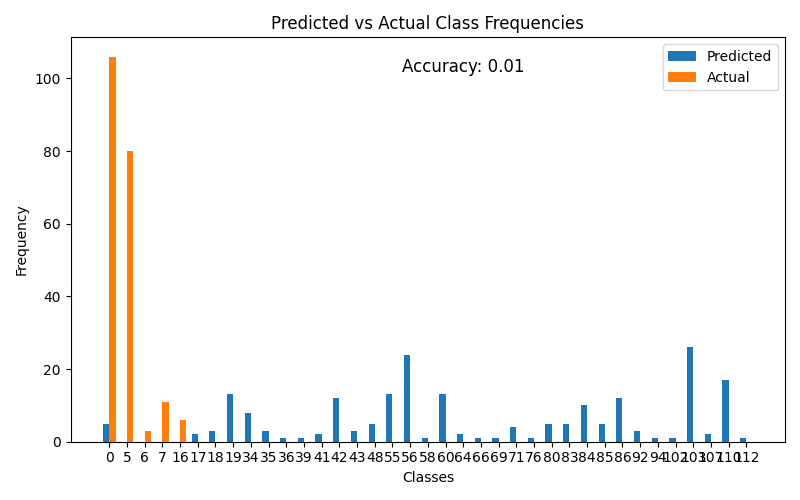 Predicted vs Actual Class Frequencies
Accuracy: 0.01
Predicted
Actual
100
80
60
40
20
0
Frequency
0 5 6 7 16 17 18 19 34 35 36 39 41 42 43 48 55 56 58 60 64 66 69 71 76 80 83 84 85 86 92 94 102 103 107 110 112
Classes